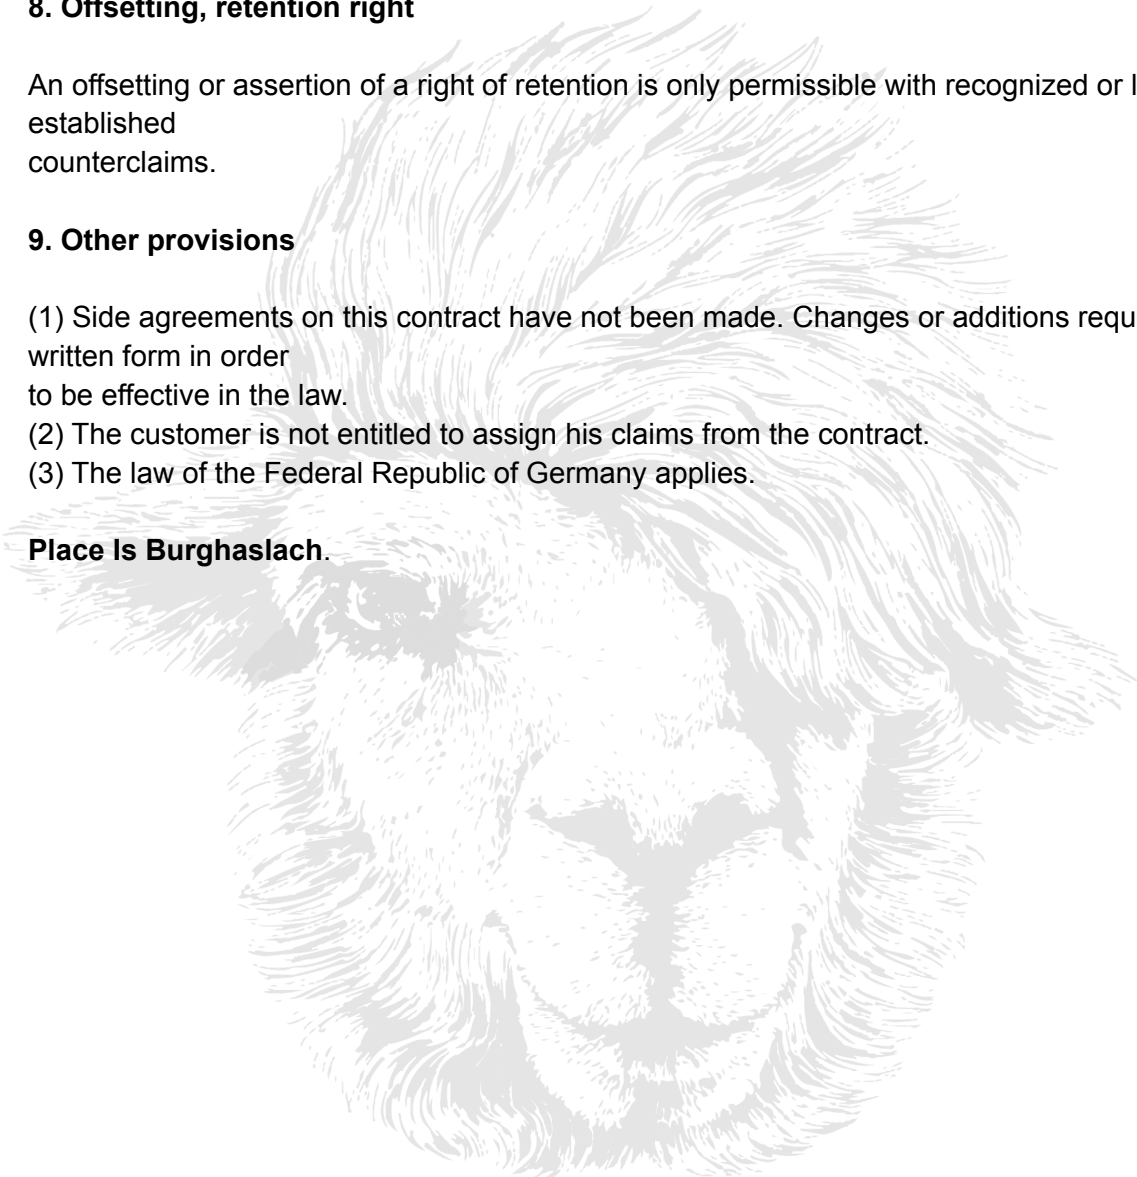 8. Offsetting, retention right
An offsetting or assertion of a right of retention is only permissible with recognized or
established
counterclaims.
9. Other provisions
(1) Side agreements on this contract have not been made. Changes or additions requ
written form in order
to be effective in the law.
(2) The customer is not entitled to assign his claims from the contract.
(3) The law of the Federal Republic of Germany applies.
Place Is Burghaslach.